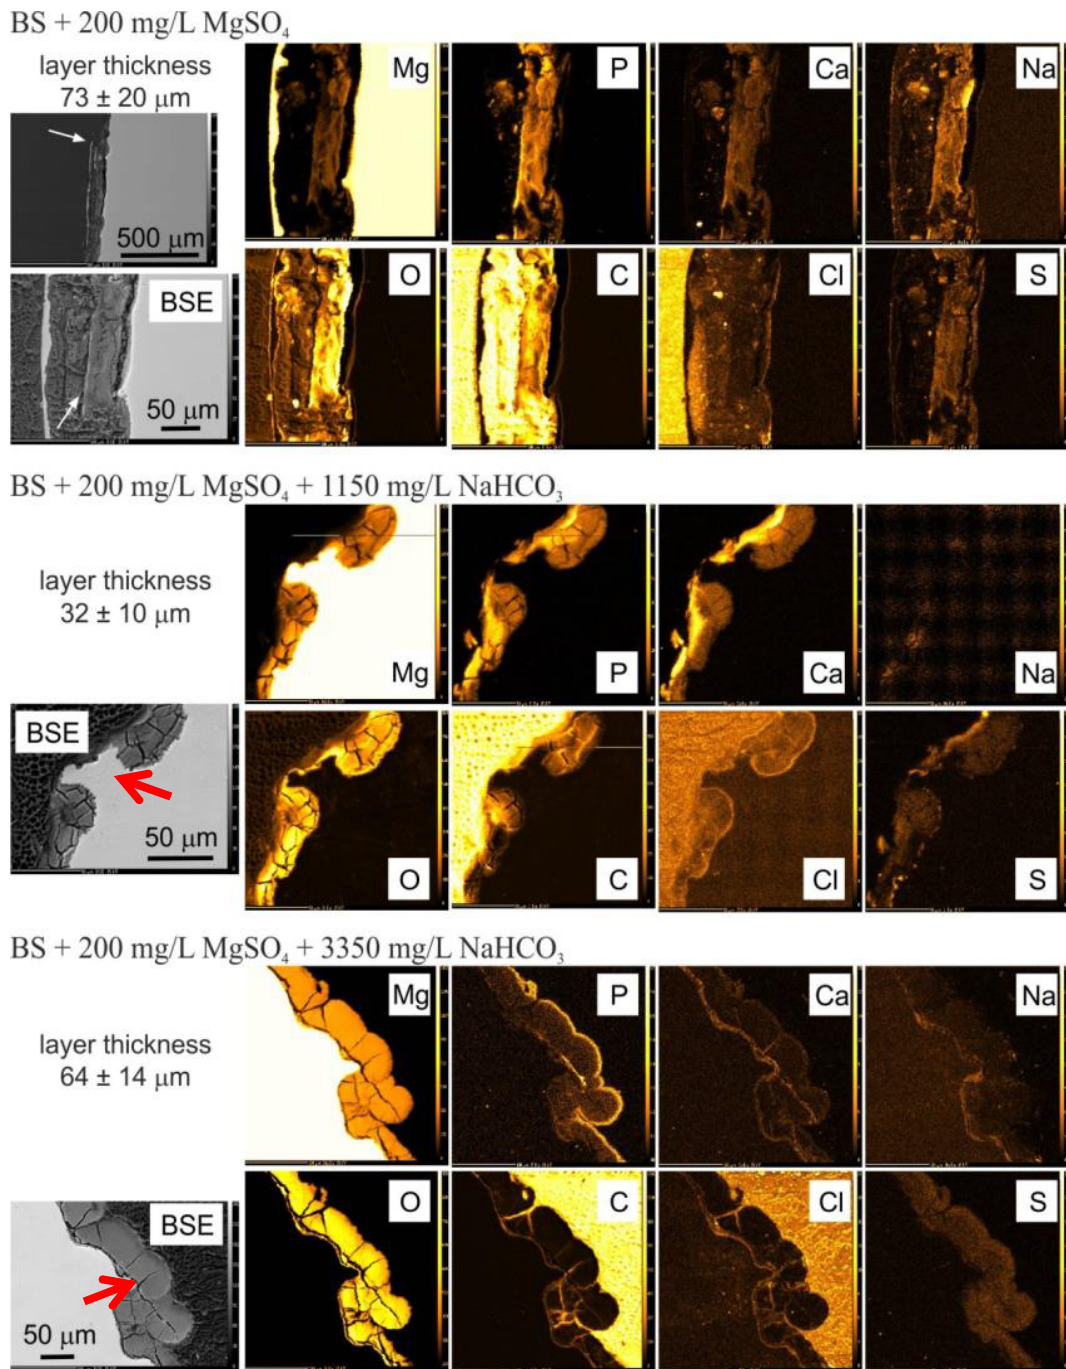 BS + 200 mg/L MgSO₄
layer thickness
73 ± 20 μm
500 μm
BSE
50 μm
Mg
P
Ca
Na
O
C
Cl
S
BS + 200 mg/L MgSO₄ + 1150 mg/L NaHCO₃
layer thickness
32 ± 10 μm
BSE
50 μm
Mg
P
Ca
Na
O
C
Cl
S
BS + 200 mg/L MgSO₄ + 3350 mg/L NaHCO₃
layer thickness
64 ± 14 μm
BSE
50 μm
Mg
P
Ca
Na
O
C
Cl
S